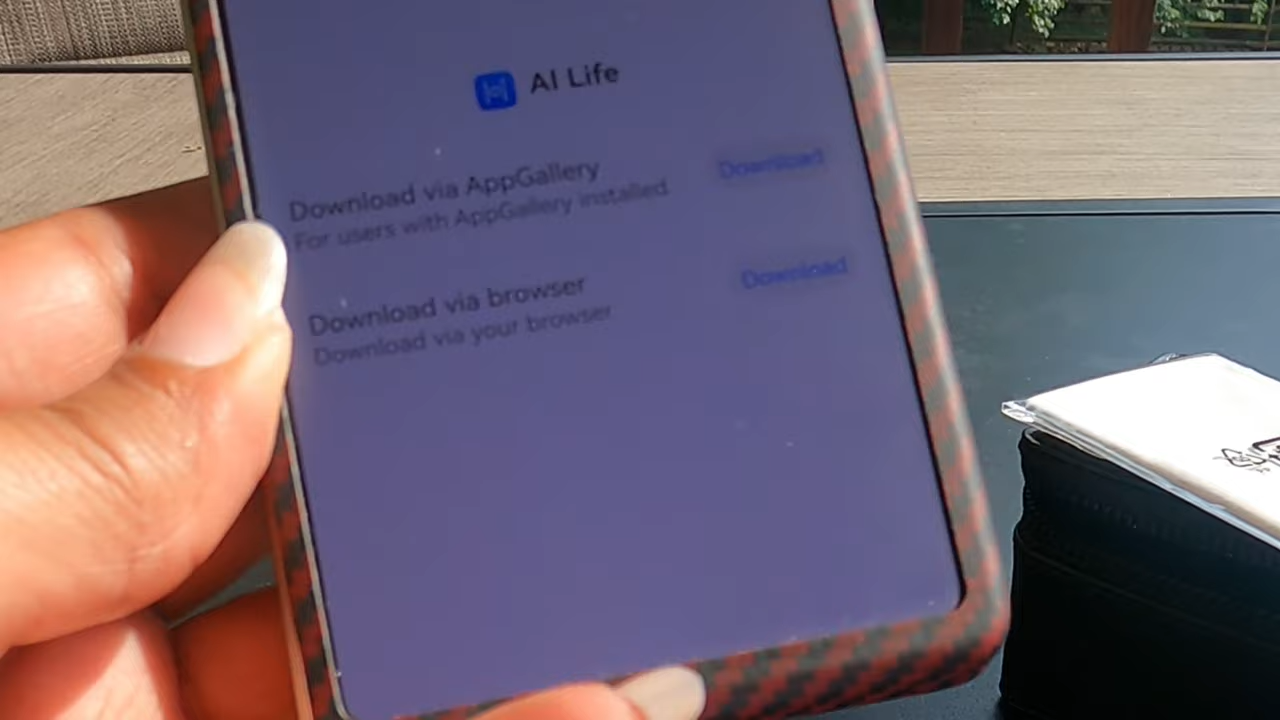 AI Life
Download via AppGallery
For users with AppGallery installed
Download
Download via browser
Download via your browser
Download